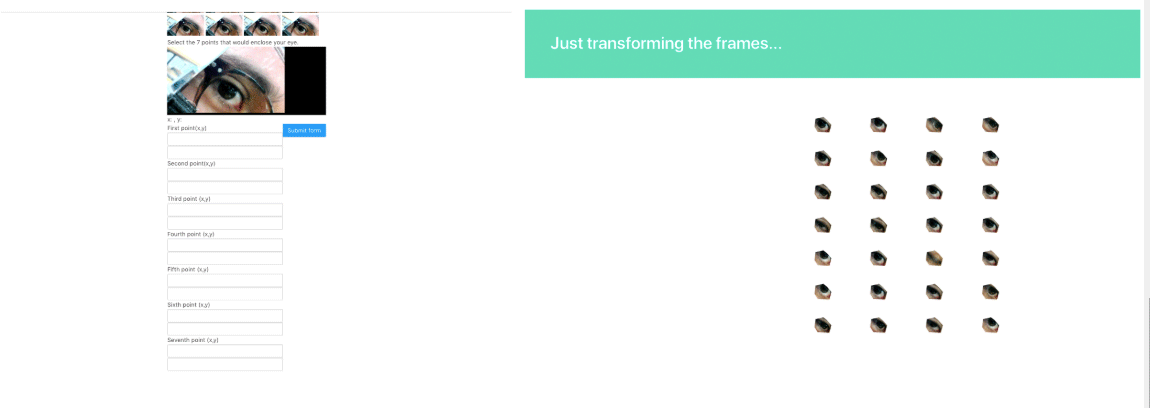 Select the 7 points that would enclose your eye.
x: , y:
First point(x,y)
Submit form
Second point(x,y)
Third point (x,y)
Fourth point (x,y)
Fifth point (x,y)
Sixth point (x,y)
Seventh point (x,y)
Just transforming the frames...